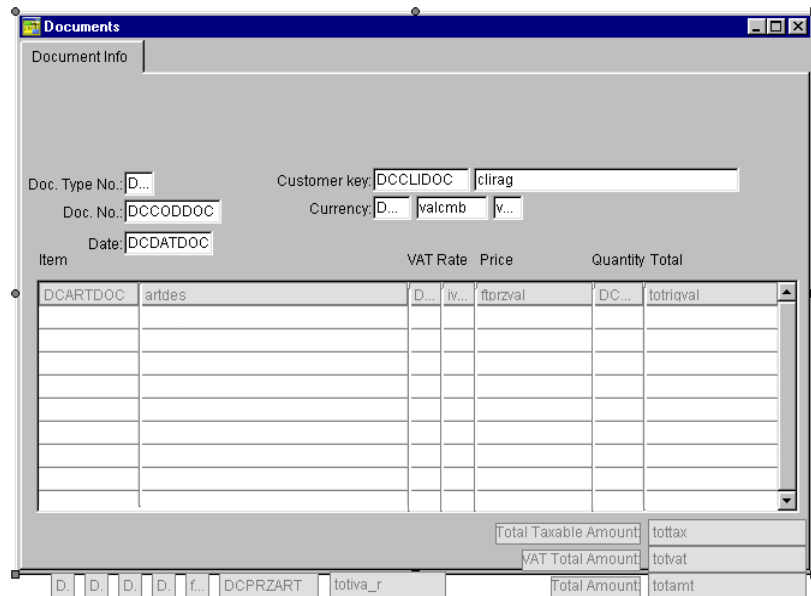 Documents
Document Info
Doc. Type No.: D... Customer key: DCCLIDOC clirag
Doc. No.: DCCODDOC Currency: D... valcmb v...
Date: DCDATDOC
Item VAT Rate Price Quantity Total
DCARTDOC artdes D... iv... ftprzval DC... totriqval
Total Taxable Amount: tottax
VAT Total Amount: totvat
D. D. D. D. f... DCPRZART totiva_r Total Amount: totamt